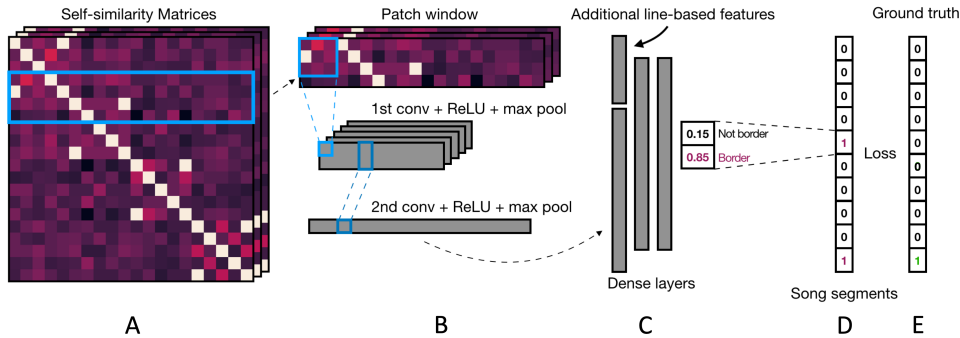 Self-similarity Matrices
Patch window
Additional line-based features
Ground truth
1st conv + ReLU + max pool
2nd conv + ReLU + max pool
0.15 Not border
0.85 Border
Dense layers
0
0
0
0
1
0
0
0
0
1
Loss
0
0
0
0
0
0
0
0
0
1
Song segments
A
B
C
D
E